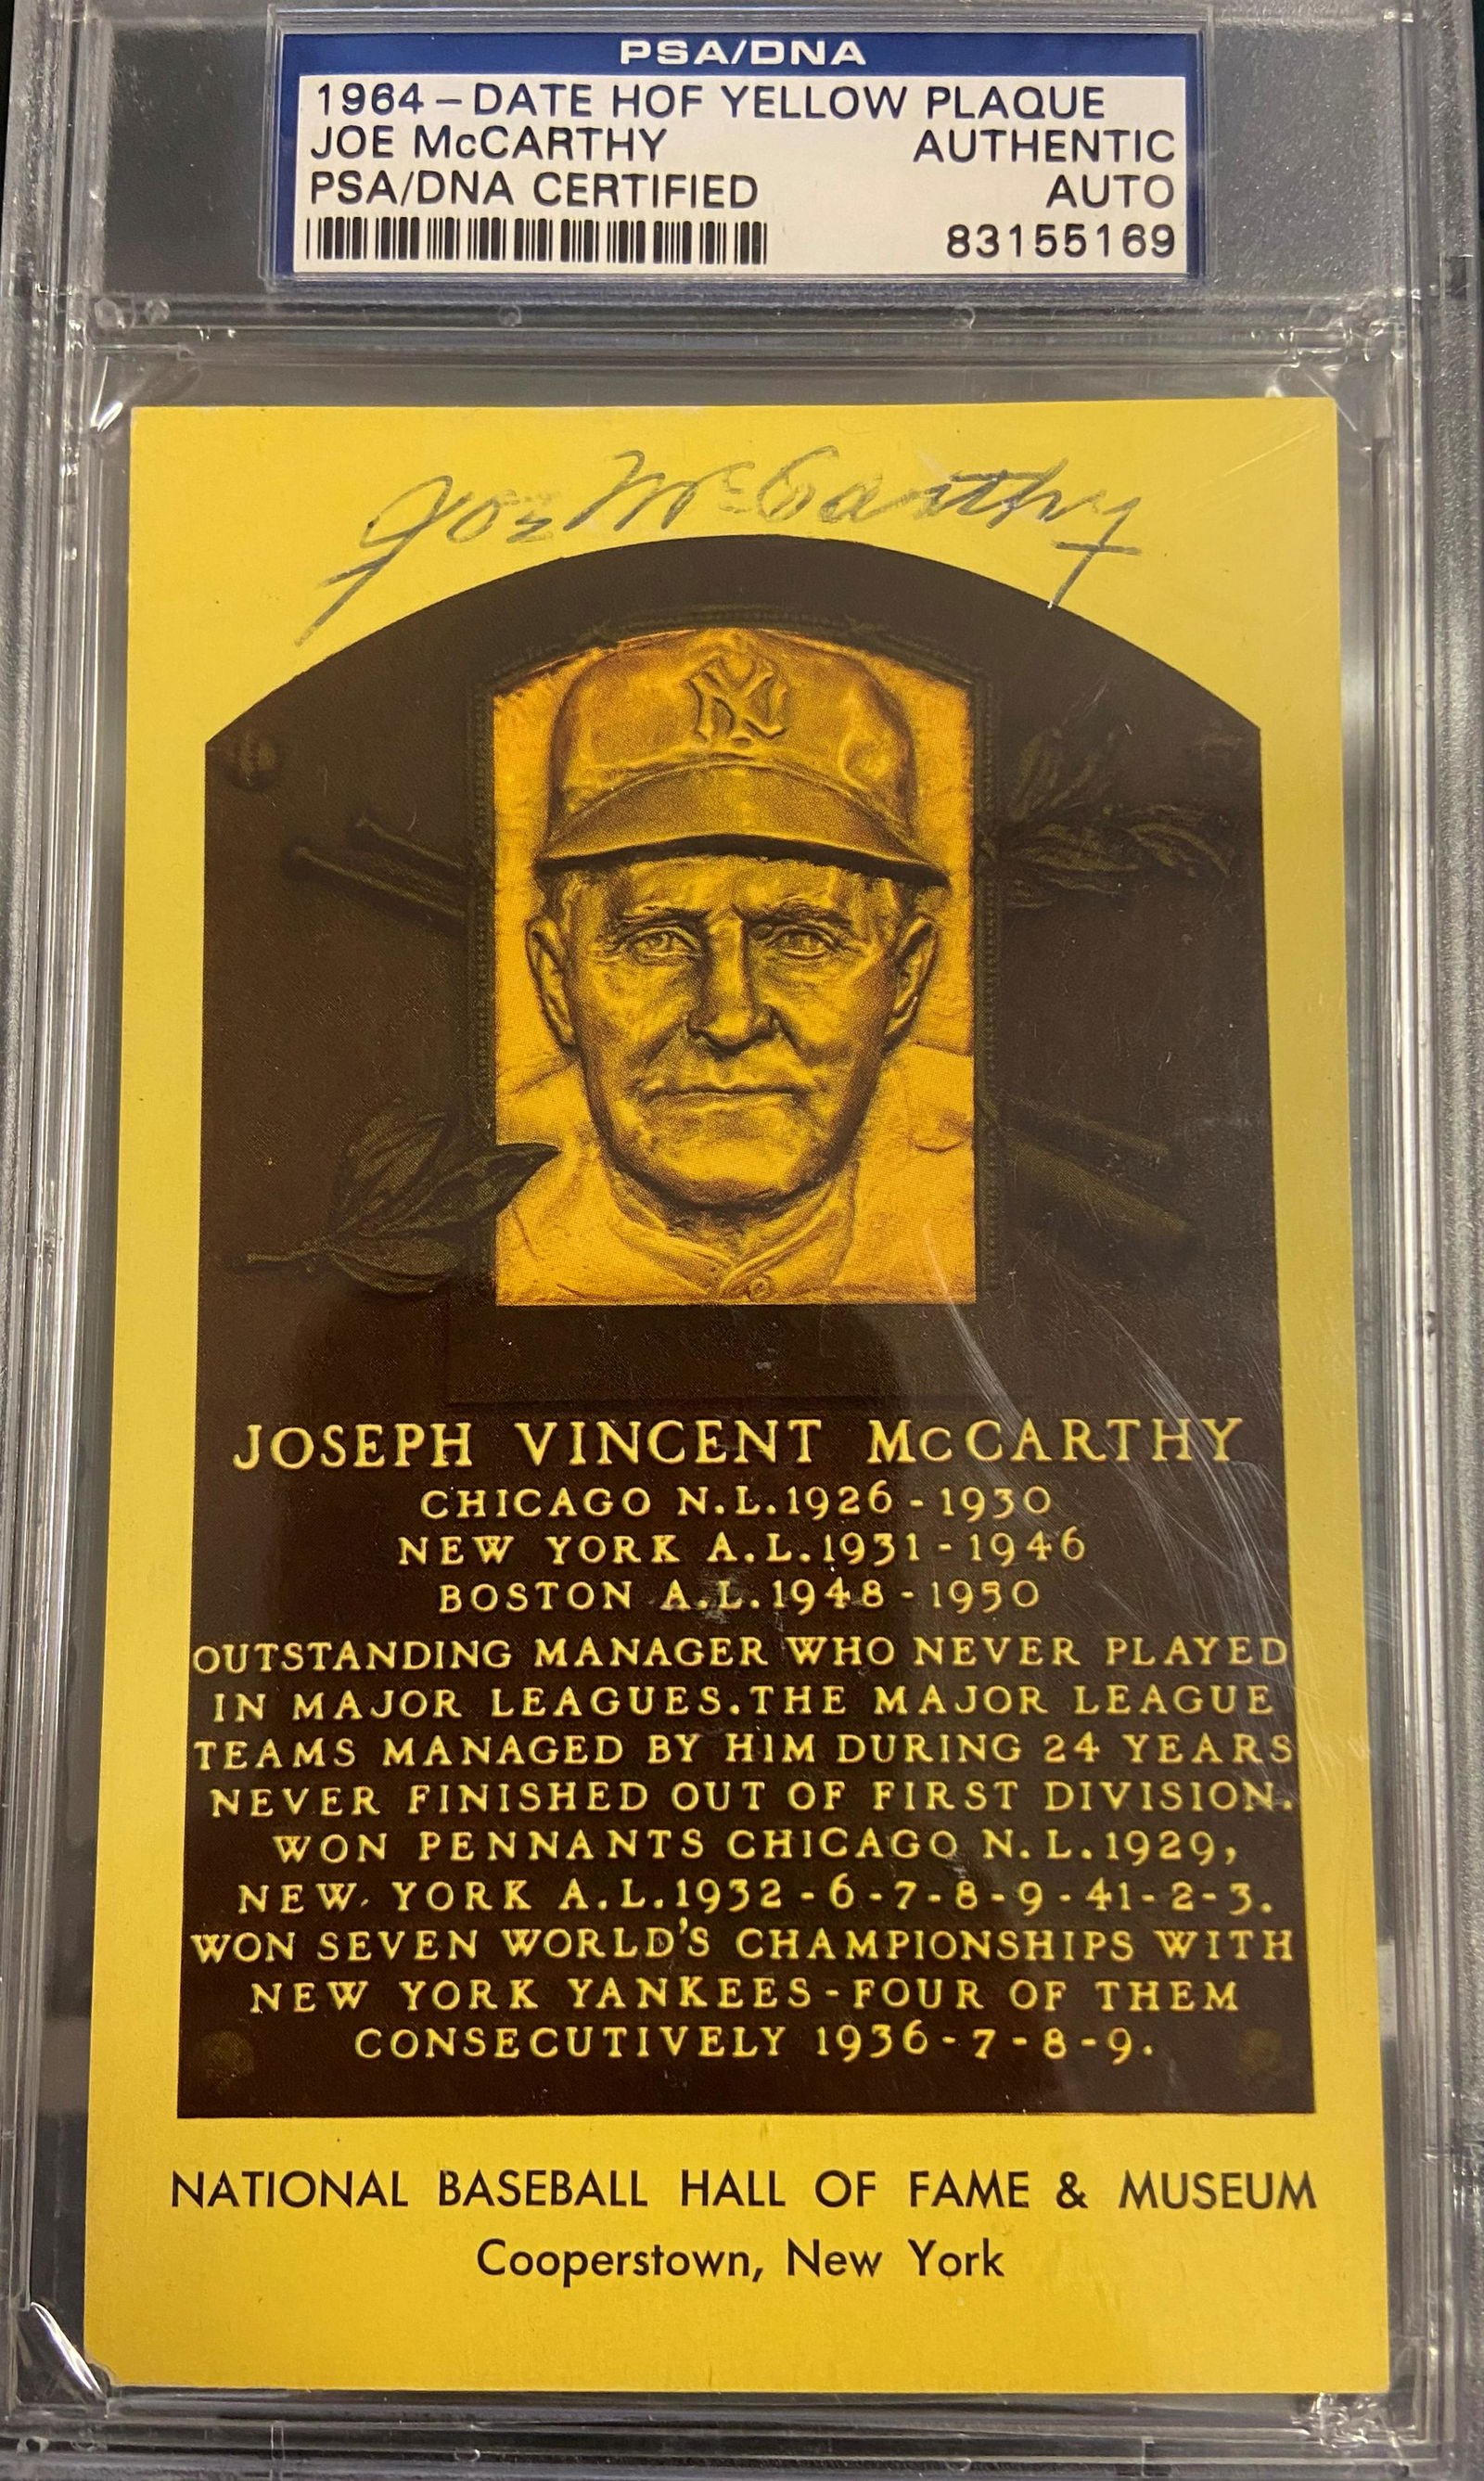 PSA/DNA
1964-DATE HOF YELLOW PLAQUE
JOE McCARTHY AUTHENTIC
PSA/DNA CERTIFIED AUTO
83155169
Joe McCarthy
NY
JOSEPH VINCENT McCARTHY
CHICAGO N.L.1926-1930
NEW YORK A.L.1931-1946
BOSTON A.L.1948-1950
OUTSTANDING MANAGER WHO NEVER PLAYED
IN MAJOR LEAGUES.THE MAJOR LEAGUE
TEAMS MANAGED BY HIM DURING 24 YEARS
NEVER FINISHED OUT OF FIRST DIVISION.
WON PENNANTS CHICAGO N.L.1929,
NEW YORK A.L.1932-6-7-8-9-41-2-3.
WON SEVEN WORLD'S CHAMPIONSHIPS WITH
NEW YORK YANKEES-FOUR OF THEM
CONSECUTIVELY 1936-7-8-9.
NATIONAL BASEBALL HALL OF FAME & MUSEUM
Cooperstown, New York